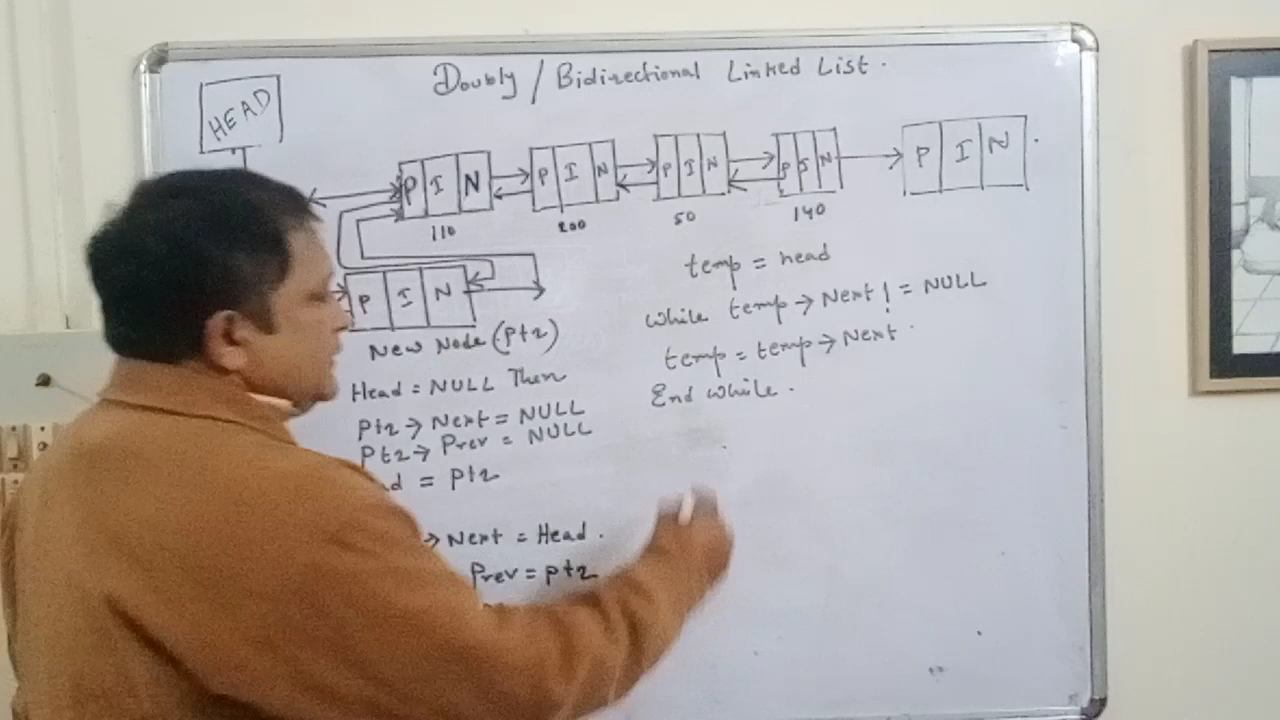 Doubly / Bidirectional Linked List.
HEAD
P I N
P I N
P I N
P I N
P I N
110
200
50
140
P I N
New Node (ptr)
Head = NULL Then
ptr → Next = NULL
ptr → Prev = NULL
= ptr
→ Next = Head.
Prev = ptr
temp = head
While temp → Next != NULL
temp = temp → Next.
End while.